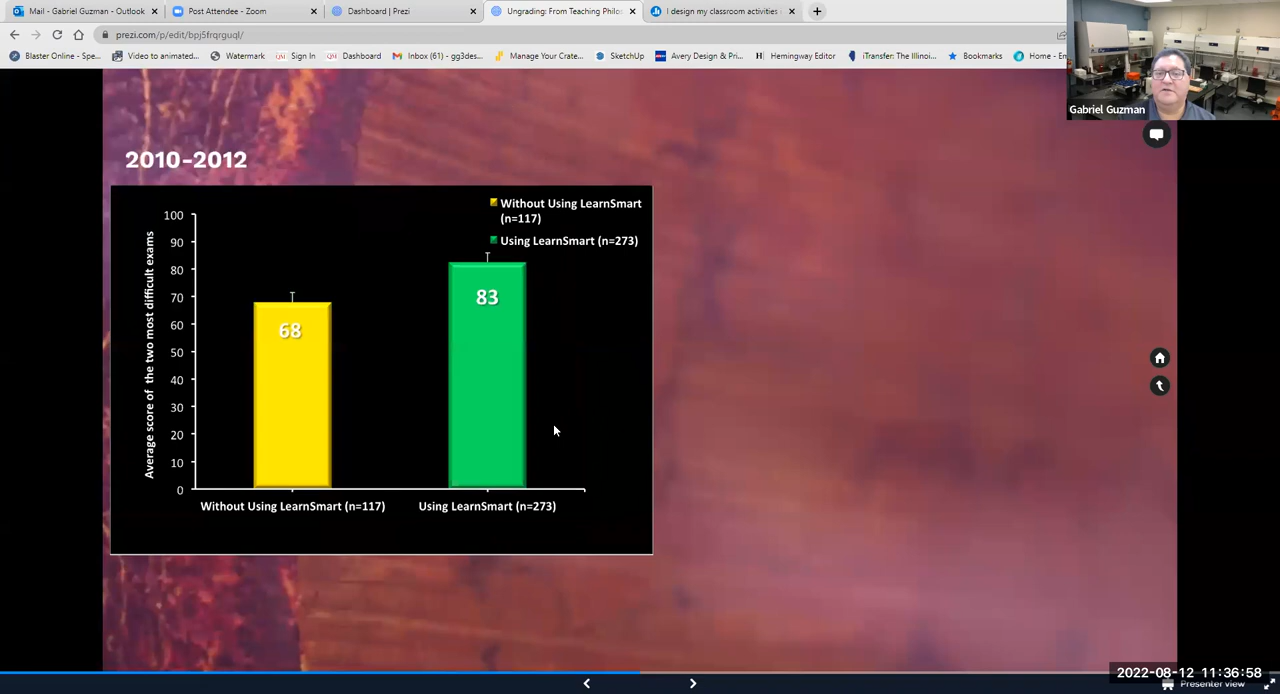 Mail - Gabriel Guzman - Outlook
Post Attendee - Zoom
Dashboard | Prezi
Ungrading: From Teaching Philos
I design my classroom activities
prezi.com/p/edit/bpj5frqrguql/
Blaster Online - Spe...
Video to animated...
Watermark
QM
Sign In
QM
Dashboard
Inbox (61) - gg3des...
Manage Your Crate...
SketchUp
Avery Design & Pri...
H
Hemingway Editor
iTransfer: The Illinoi...
Bookmarks
Home - En
Gabriel Guzman
2010-2012
Without Using LearnSmart
(n=117)
Using LearnSmart (n=273)
Average score of the two most difficult exams
100
90
80
70
60
50
40
30
20
10
0
68
83
Without Using LearnSmart (n=117)
Using LearnSmart (n=273)
2022-08-12 11:36:58
Presenter view